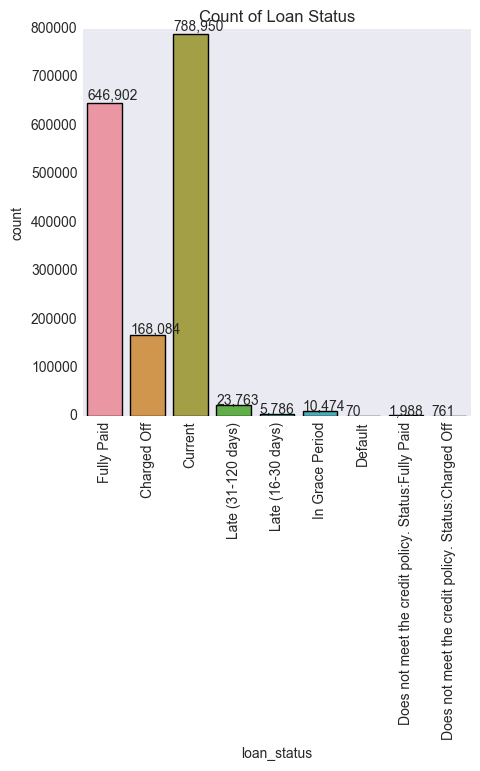 Count of Loan Status
800000
700000
600000
500000
400000
300000
200000
100000
0
count
646,902
168,084
788,950
23,763
5,786
10,474
70
1,988
761
Fully Paid
Charged Off
Current
Late (31-120 days)
Late (16-30 days)
In Grace Period
Default
Does not meet the credit policy. Status:Fully Paid
Does not meet the credit policy. Status:Charged Off
loan_status